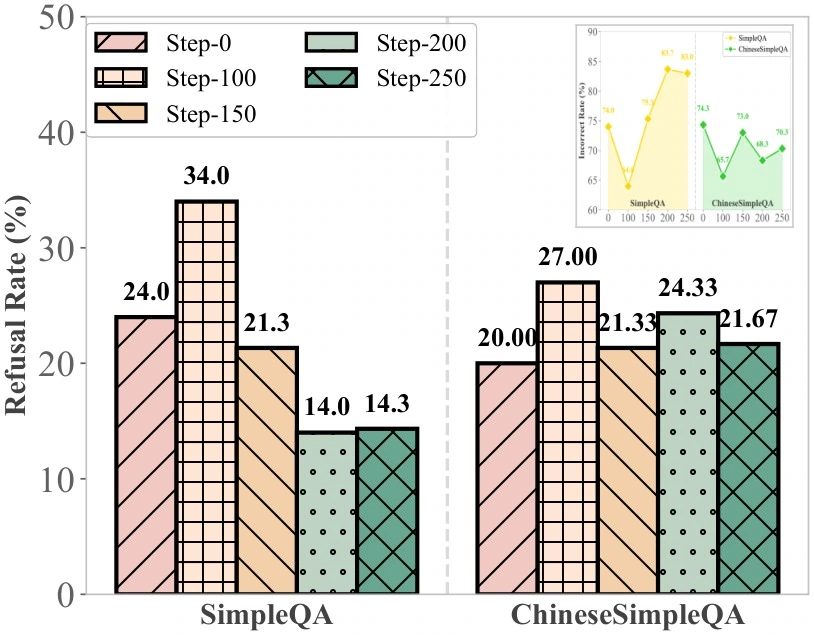 50
40
30
20
10
0
Refusal Rate (%)
Step-0
Step-100
Step-150
Step-200
Step-250
24.0
34.0
21.3
14.0
14.3
20.00
27.00
21.33
24.33
21.67
SimpleQA
ChineseSimpleQA
90
85
80
75
70
65
60
Incorrect Rate (%)
SimpleQA
ChineseSimpleQA
74.0
75.3
83.7
83.0
74.3
65.7
73.0
68.3
70.3
SimpleQA
ChineseSimpleQA
0 100 150 200 250 0 100 150 200 250